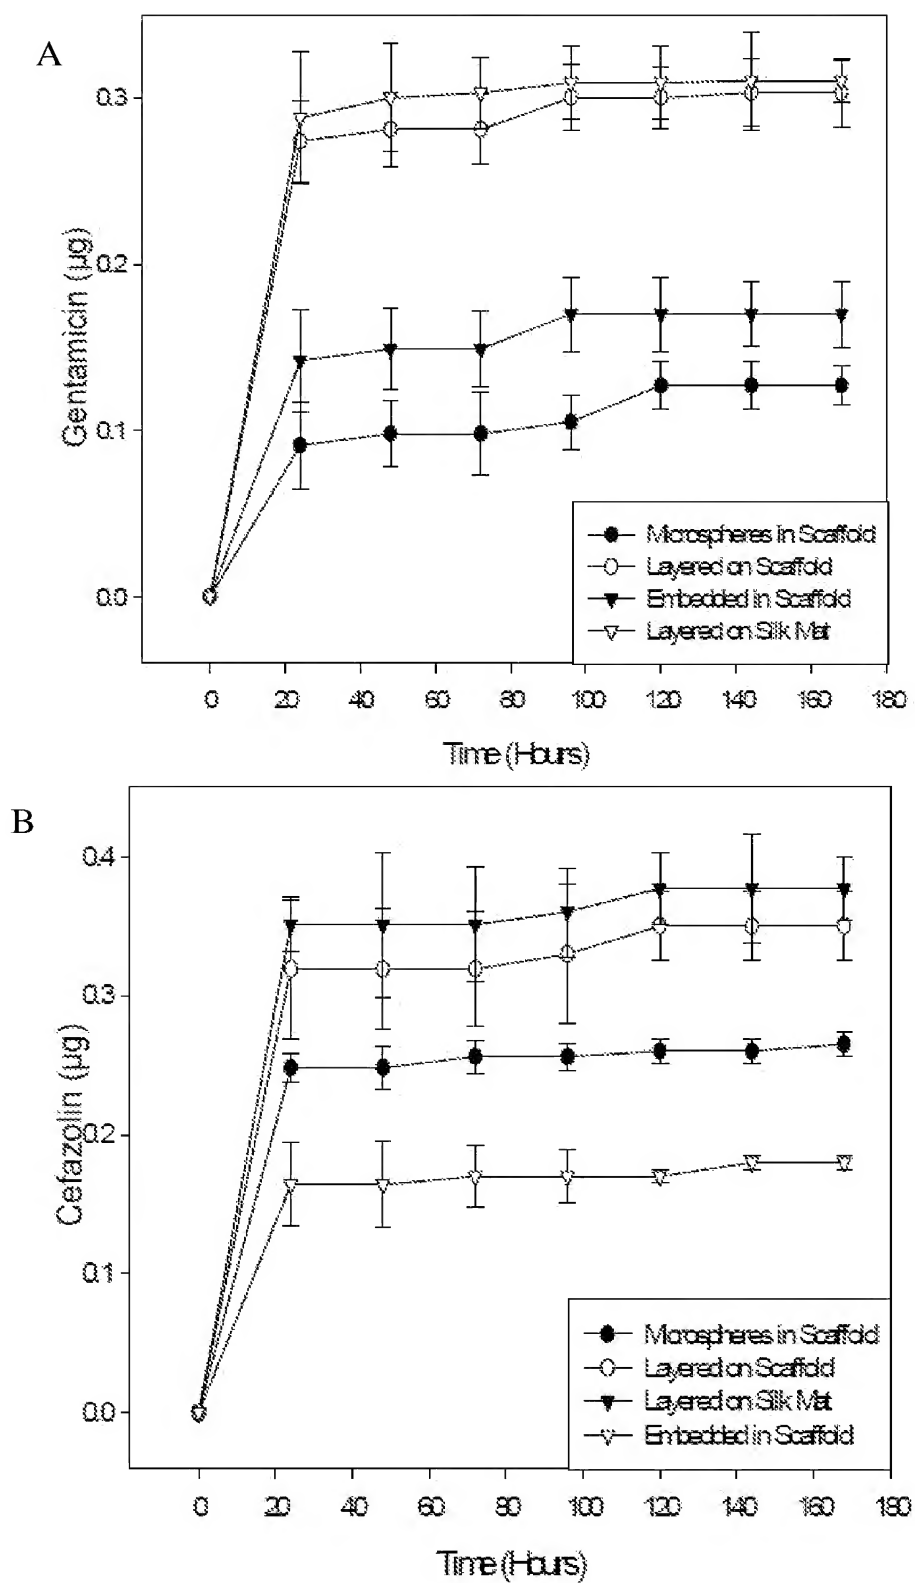 A
0.3
0.2
0.1
0.0
Gentamicin (µg)
Microspheres in Scaffold
Layered on Scaffold
Embedded in Scaffold
Layered on Silk Mat
0 20 40 60 80 100 120 140 160 180
Time (Hours)
B
0.4
0.3
0.2
0.1
0.0
Cefazolin (µg)
Microspheres in Scaffold
Layered on Scaffold
Layered on Silk Mat
Embedded in Scaffold
0 20 40 60 80 100 120 140 160 180
Time (Hours)